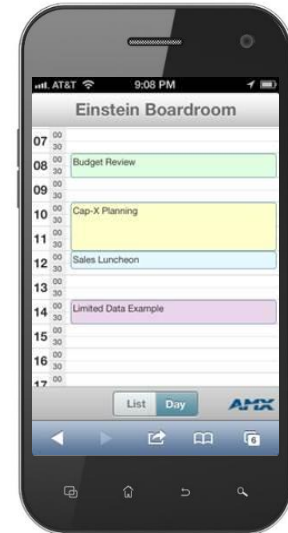 AT&T 9:08 PM
Einstein Boardroom
07 00
30
08 00 Budget Review
30
09 00
30
10 00 Cap-X Planning
30
11 00
30
12 00 Sales Luncheon
30
13 00
30
14 00 Limited Data Example
30
15 00
30
16 00
30
17 00
List Day AMX
6